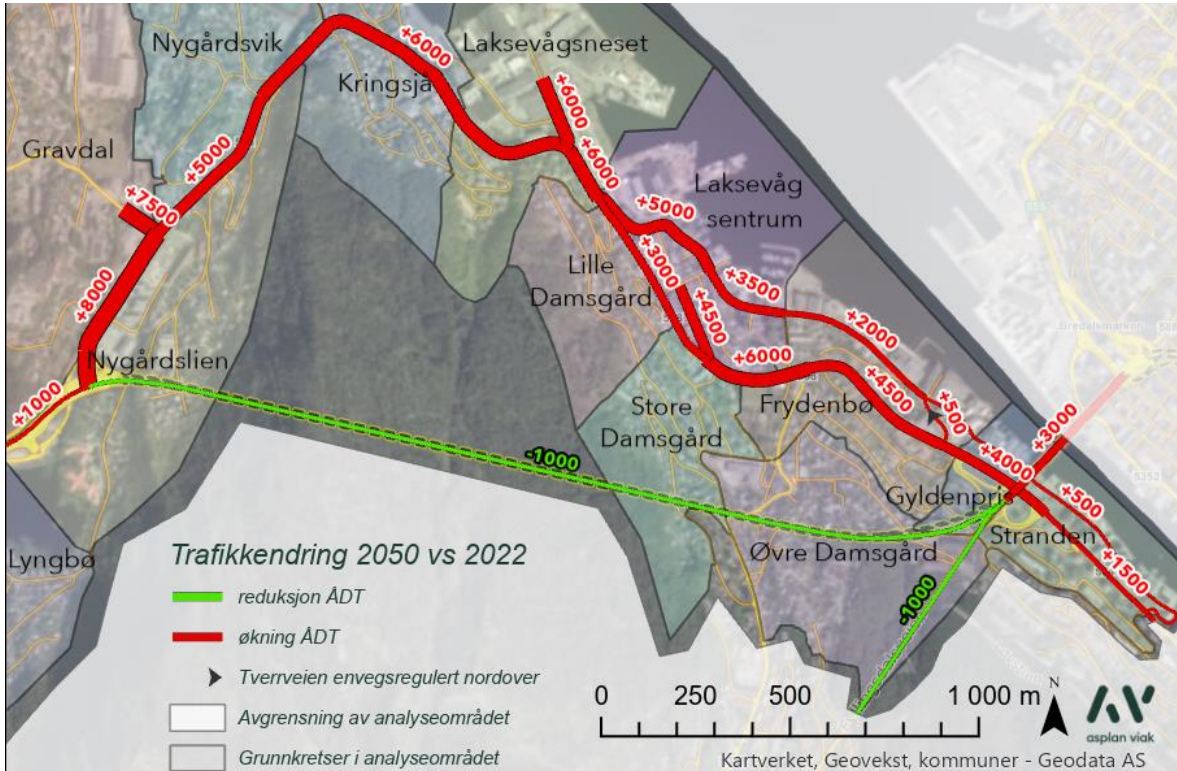 Nygårdsvik
Laksevågsneset
+6000
Kringsjå
+6000
Gravdal
+5000
+6000
Laksevåg
sentrum
+7500
+5000
+3000
Lille
Damsgård
+3500
+8000
+4500
+2000
Nygårdslien
+6000
+1000
Store
Damsgård
Frydenbø
+4500
+500
+3000
-1000
+4000
Gyldenpris
+500
Stranden
Lyngbø
Øvre Damsgård
+1500
-1000
Trafikkendring 2050 vs 2022
reduksjon ÅDT
økning ÅDT
Tverrveien envegsregulert nordover
Avgrensning av analyseområdet
Grunnkretser i analyseområdet
0 250 500 1 000 m
N
asplan viak
Kartverket, Geovekst, kommuner - Geodata AS